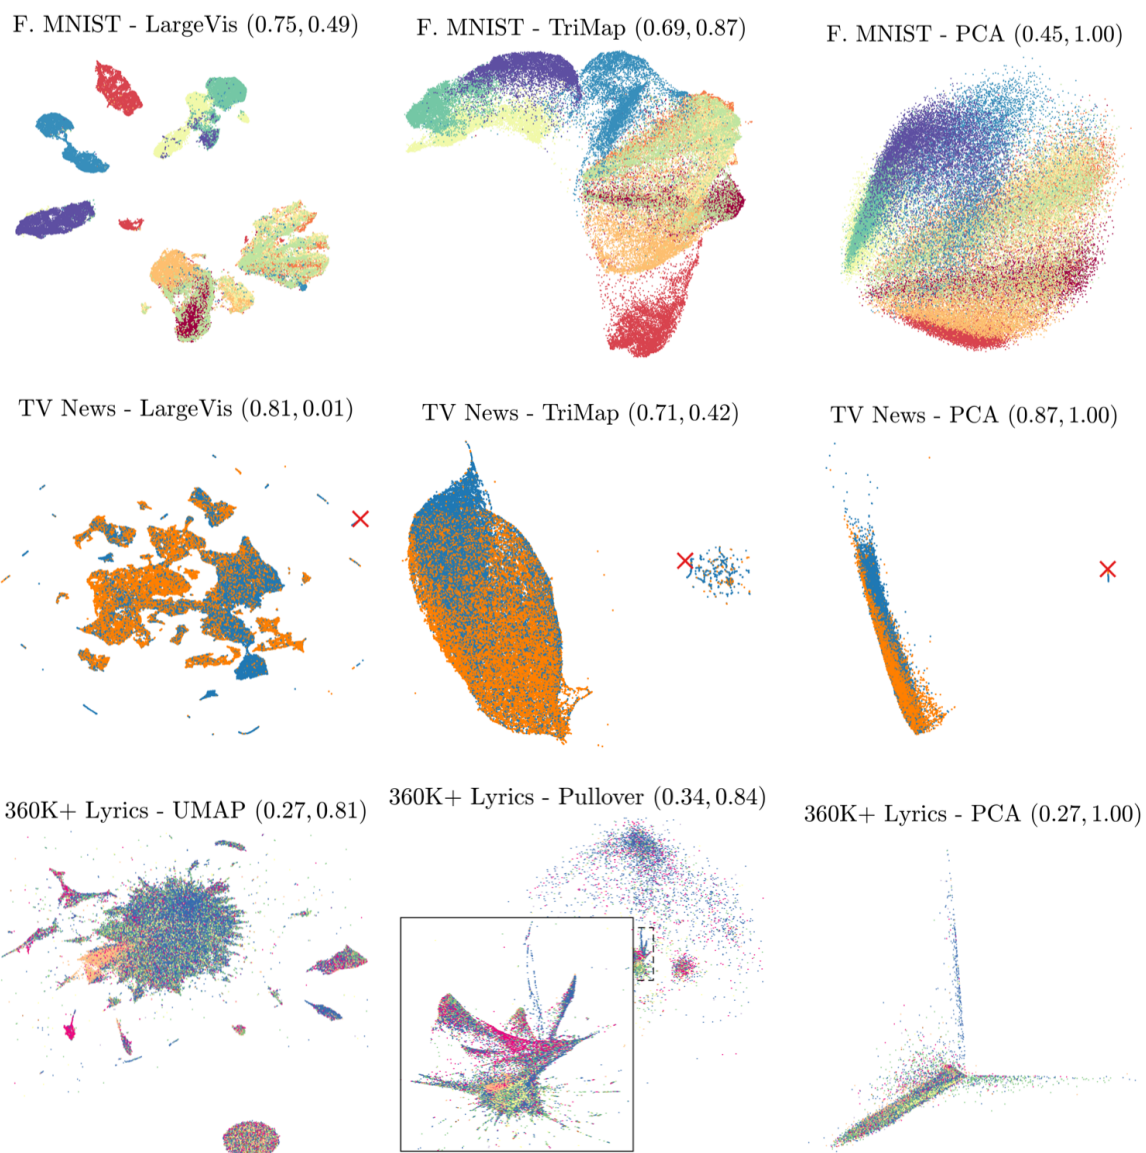 F. MNIST - LargeVis (0.75, 0.49)
F. MNIST - TriMap (0.69, 0.87)
F. MNIST - PCA (0.45, 1.00)
TV News - LargeVis (0.81, 0.01)
TV News - TriMap (0.71, 0.42)
TV News - PCA (0.87, 1.00)
360K+ Lyrics - UMAP (0.27, 0.81)
360K+ Lyrics - Pullover (0.34, 0.84)
360K+ Lyrics - PCA (0.27, 1.00)